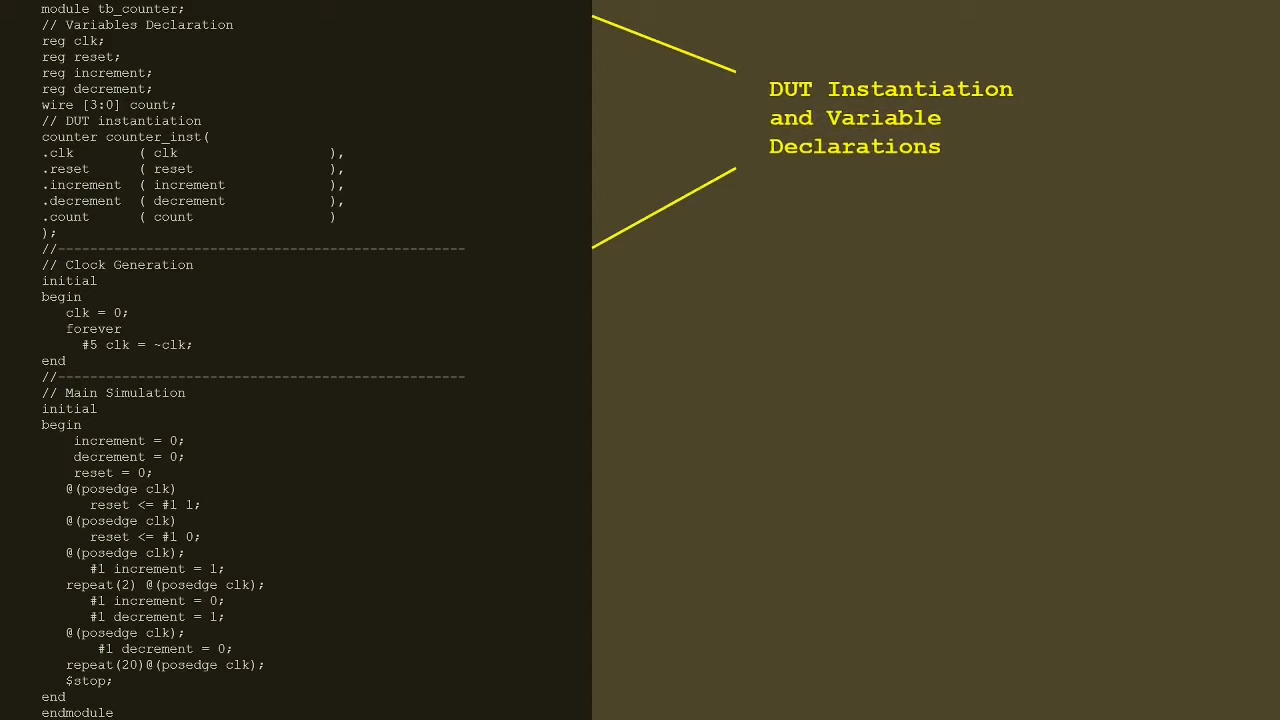 module tb_counter;
// Variables Declaration
reg clk;
reg reset;
reg increment;
reg decrement;
wire [3:0] count;
// DUT instantiation
counter counter_inst(
.clk ( clk ),
.reset ( reset ),
.increment ( increment ),
.decrement ( decrement ),
.count ( count )
);
//---------------------------------------------------
// Clock Generation
initial
begin
clk = 0;
forever
#5 clk = ~clk;
end
//---------------------------------------------------
// Main Simulation
initial
begin
increment = 0;
decrement = 0;
reset = 0;
@(posedge clk)
reset <= #1 1;
@(posedge clk)
reset <= #1 0;
@(posedge clk);
#1 increment = 1;
repeat(2) @(posedge clk);
#1 increment = 0;
#1 decrement = 1;
@(posedge clk);
#1 decrement = 0;
repeat(20)@(posedge clk);
$stop;
end
endmodule
DUT Instantiation
and Variable
Declarations